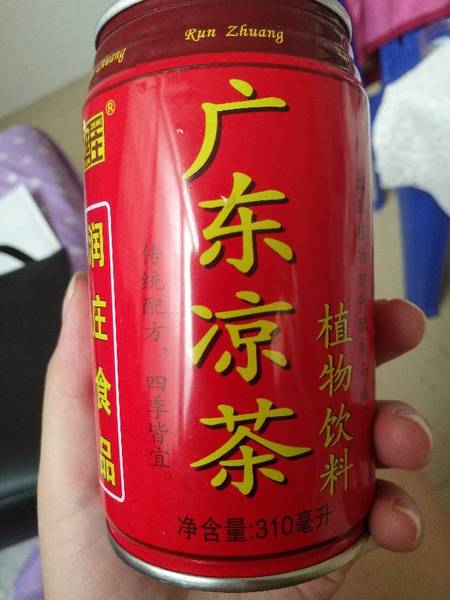 Run Zhuang
广东凉茶
植物饮料
传统配方，四季皆宜。
润庄食品
净含量:310毫升